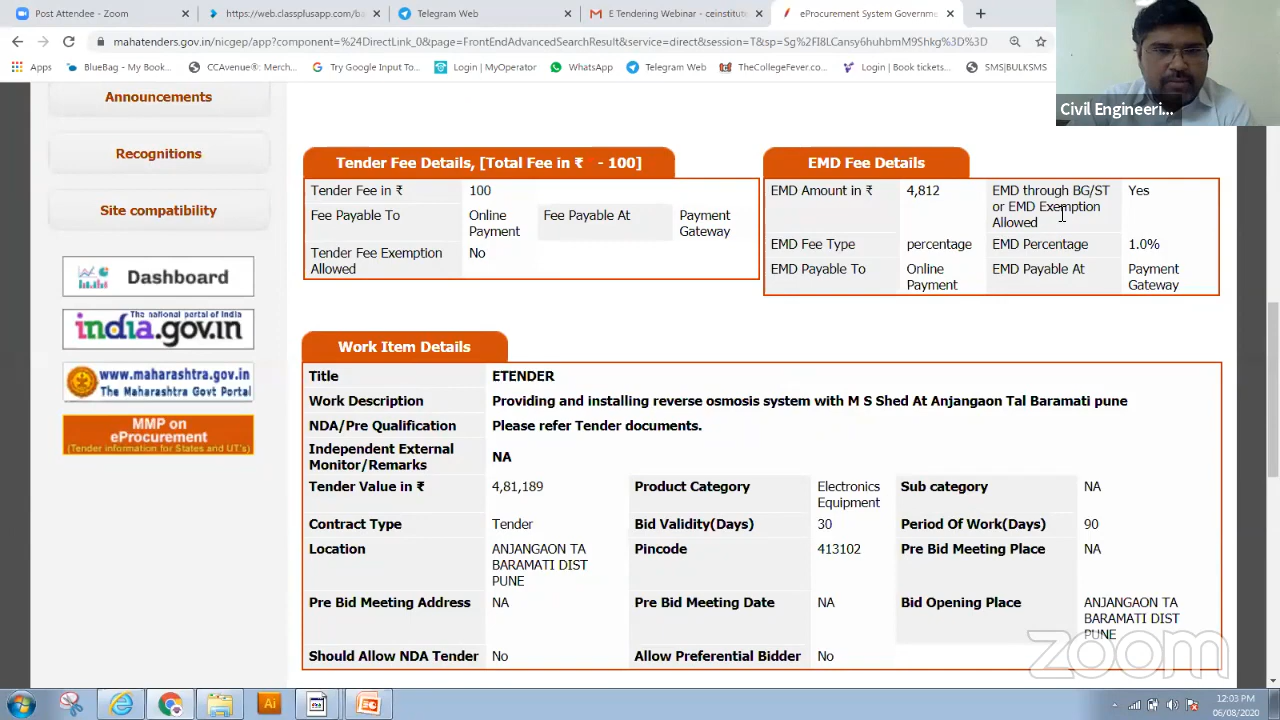 Post Attendee - Zoom
https://web.classplusapp.com/
Telegram Web
E Tendering Webinar - ceinstitute
eProcurement System Governme
mahatenders.gov.in/nicgep/app?component=%24DirectLink_0&page=FrontEndAdvancedSearchResult&service=direct&session=T&sp=Sg%2FI8LCansy6huhbmM9Shkg%3D%3D
Apps
BlueBag - My Book...
CCAvenue®: Merch...
Try Google Input To...
Login | MyOperator
WhatsApp
Telegram Web
TheCollegeFever.co...
Login | Book tickets...
SMS|BULKSMS
Civil Engineeri...
Announcements
Recognitions
Site compatibility
Dashboard
The national portal of India
india.gov.in
www.maharashtra.gov.in
The Maharashtra Govt Portal
MMP on
eProcurement
(Tender information for States and UT's)
Tender Fee Details, [Total Fee in ₹ - 100]
Tender Fee in ₹ 100
Fee Payable To Online Payment Fee Payable At Payment Gateway
Tender Fee Exemption Allowed No
EMD Fee Details
EMD Amount in ₹ 4,812 EMD through BG/ST or EMD Exemption Allowed Yes
EMD Fee Type percentage EMD Percentage 1.0%
EMD Payable To Online Payment EMD Payable At Payment Gateway
Work Item Details
Title ETENDER
Work Description Providing and installing reverse osmosis system with M S Shed At Anjangaon Tal Baramati pune
NDA/Pre Qualification Please refer Tender documents.
Independent External Monitor/Remarks NA
Tender Value in ₹ 4,81,189 Product Category Electronics Equipment Sub category NA
Contract Type Tender Bid Validity(Days) 30 Period Of Work(Days) 90
Location ANJANGAON TA BARAMATI DIST PUNE Pincode 413102 Pre Bid Meeting Place NA
Pre Bid Meeting Address NA Pre Bid Meeting Date NA Bid Opening Place ANJANGAON TA BARAMATI DIST PUNE
Should Allow NDA Tender No Allow Preferential Bidder No
zoom
Ai
12:03 PM
06/08/2020